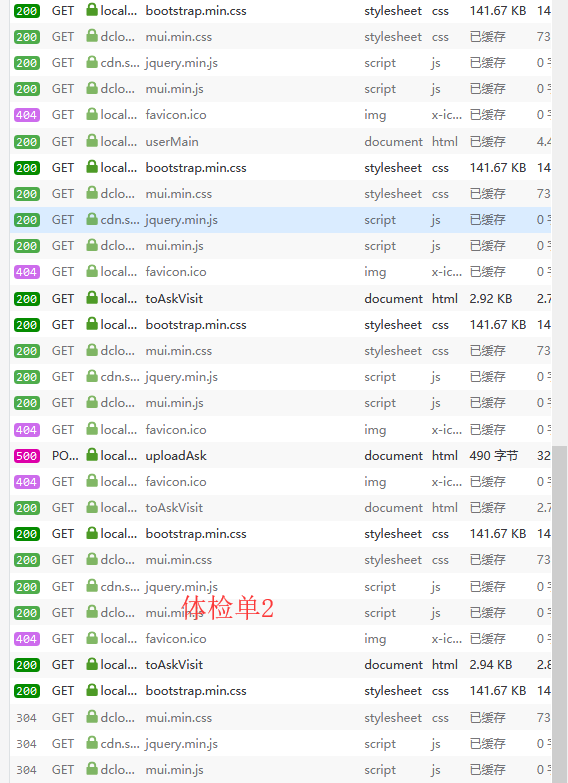 200 GET local... bootstrap.min.css stylesheet css 141.67 KB 14
200 GET dclo... mui.min.css stylesheet css 已缓存 73
200 GET cdn.s... jquery.min.js script js 已缓存 0
200 GET dclo... mui.min.js script js 已缓存 0
404 GET local... favicon.ico img x-ic... 已缓存 0
200 GET local... userMain document html 已缓存 4.4
200 GET local... bootstrap.min.css stylesheet css 141.67 KB 14
200 GET dclo... mui.min.css stylesheet css 已缓存 73
200 GET cdn.s... jquery.min.js script js 已缓存 0
200 GET dclo... mui.min.js script js 已缓存 0
404 GET local... favicon.ico img x-ic... 已缓存 0
200 GET local... toAskVisit document html 2.92 KB 2.7
200 GET local... bootstrap.min.css stylesheet css 141.67 KB 14
200 GET dclo... mui.min.css stylesheet css 已缓存 73
200 GET cdn.s... jquery.min.js script js 已缓存 0
200 GET dclo... mui.min.js script js 已缓存 0
404 GET local... favicon.ico img x-ic... 已缓存 0
500 PO... local... uploadAsk document html 490 字节 32
404 GET local... favicon.ico img x-ic... 已缓存 0
200 GET local... toAskVisit document html 已缓存 2.7
200 GET local... bootstrap.min.css stylesheet css 141.67 KB 14
200 GET dclo... mui.min.css stylesheet css 已缓存 73
200 GET cdn.s... jquery.min.js script js 已缓存 0
体检单2
200 GET dclo... mui.min.js script js 已缓存 0
404 GET local... favicon.ico img x-ic... 已缓存 0
200 GET local... toAskVisit document html 2.94 KB 2.8
200 GET local... bootstrap.min.css stylesheet css 141.67 KB 14
304 GET dclo... mui.min.css stylesheet css 已缓存 73
304 GET cdn.s... jquery.min.js script js 已缓存 0
304 GET dclo... mui.min.js script js 已缓存 0